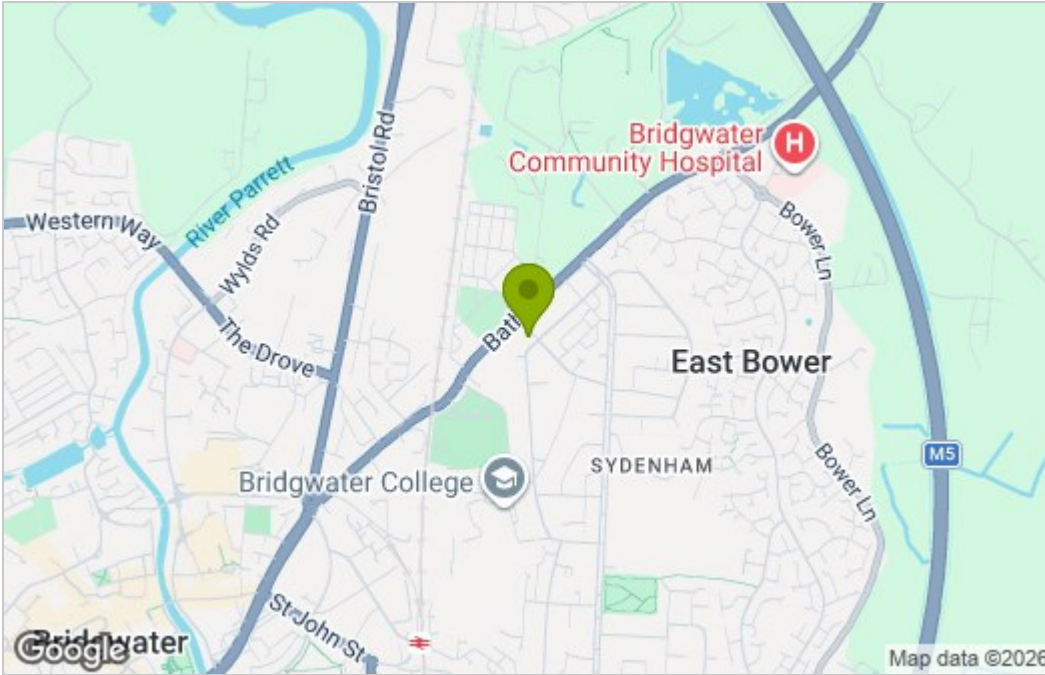 Bridgwater
Community Hospital
H
Bristol Rd
River Parrett
Western Way
Wylds Rd
Bower Ln
Bath
The Drove
East Bower
Bower Ln
M5
SYDENHAM
Bridgwater College
St John St
Bridgwater
Google
Map data ©2026